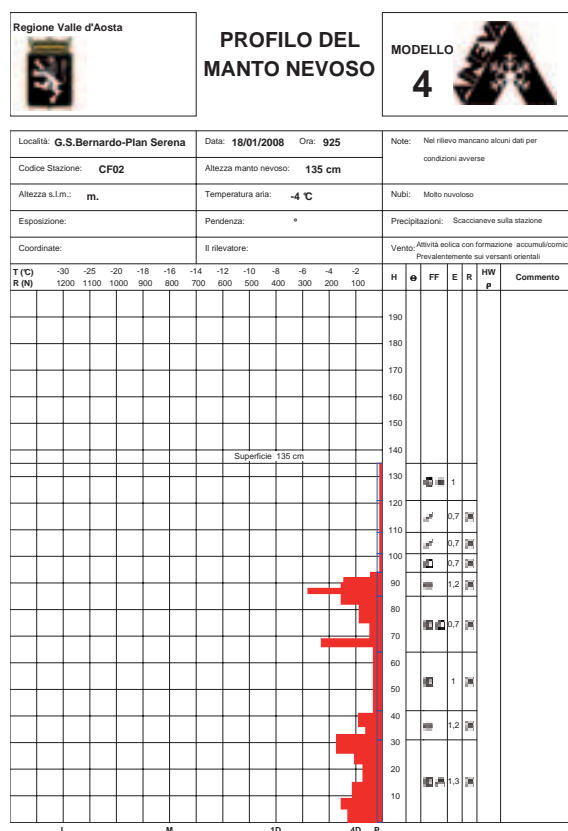 Regione Valle d'Aosta
PROFILO DEL
MANTO NEVOSO
MODELLO
4
AINEVA
Località: G.S.Bernardo-Plan Serena
Data: 18/01/2008 Ora: 925
Note: Nel rilievo mancano alcuni dati per
condizioni avverse
Codice Stazione: CF02
Altezza manto nevoso: 135 cm
Altezza s.l.m.: m.
Temperatura aria: -4 °C
Nubi: Molto nuvoloso
Esposizione:
Pendenza: °
Precipitazioni: Scaccianeve sulla stazione
Coordinate:
Il rilevatore:
Vento: Attività eolica con formazione accumuli/cornic
Prevalentemente sui versanti orientali
T (°C) -30 -25 -20 -18 -16 -14 -12 -10 -8 -6 -4 -2
R (N) 1200 1100 1000 900 800 700 600 500 400 300 200 100
H Ө FF E R HW ρ Commento
190
180
170
160
150
140
Superficie 135 cm
130
1
120
0,7
110
0,7
100
0,7
90
1,2
80
0,7
70
60
1
50
40
1,2
30
20
1,3
10
I M 1D 4D P